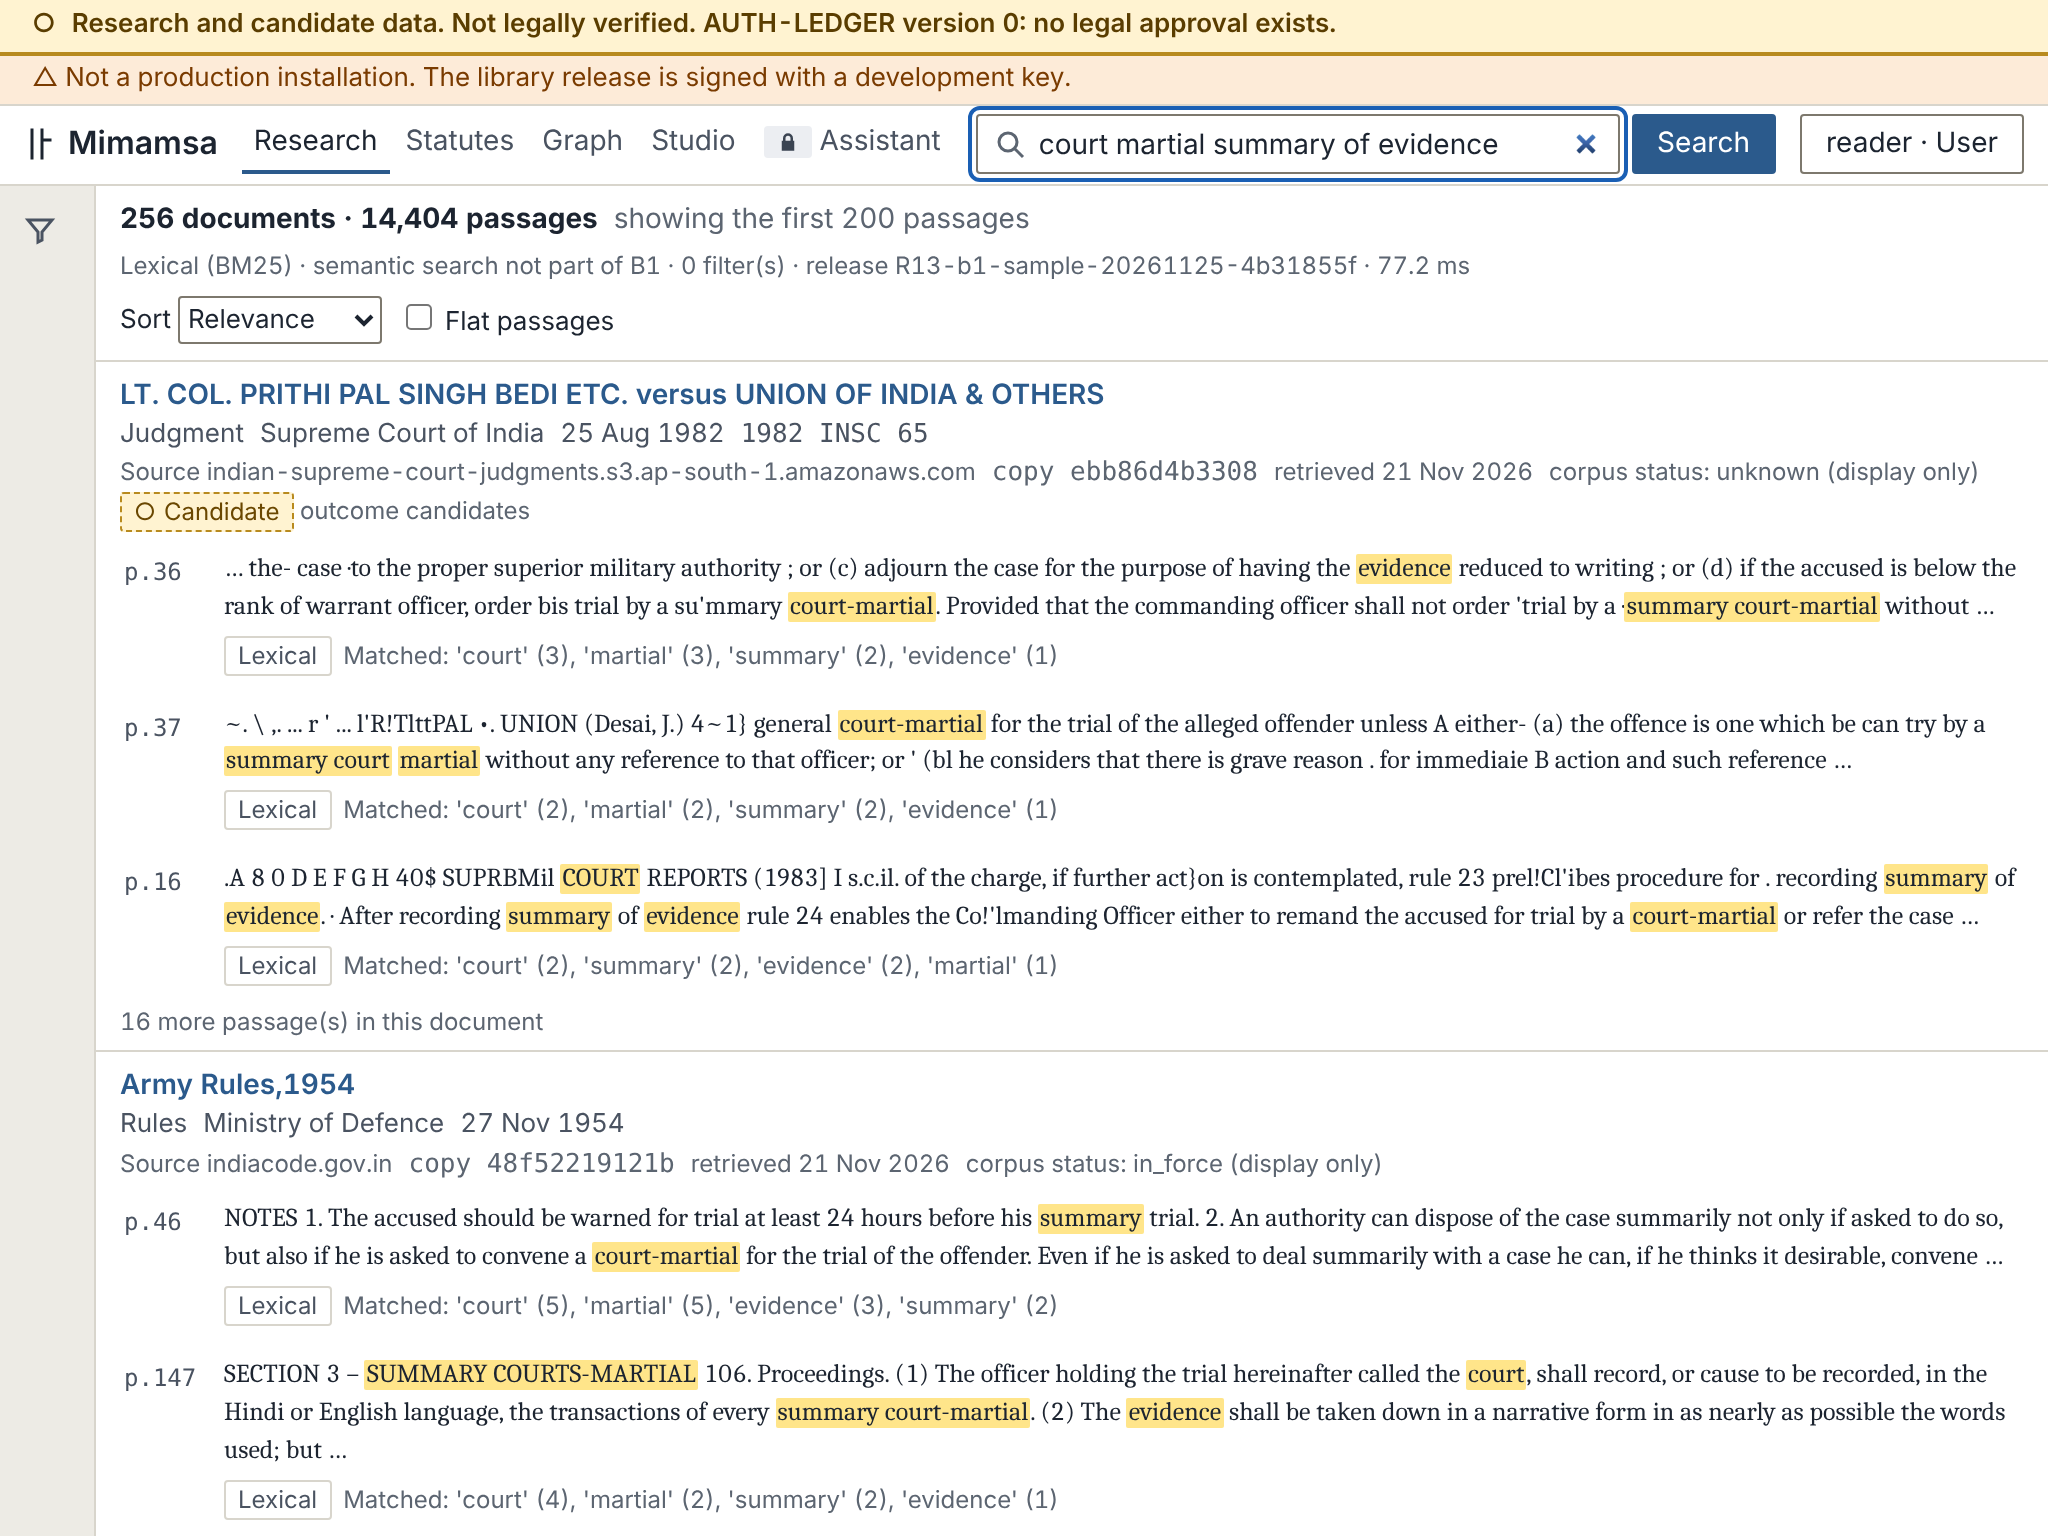 Research and candidate data. Not legally verified. AUTH-LEDGER version 0: no legal approval exists.
Not a production installation. The library release is signed with a development key.
Mimamsa Research Statutes Graph Studio Assistant court martial summary of evidence Search reader · User
256 documents · 14,404 passages showing the first 200 passages
Lexical (BM25) · semantic search not part of B1 · 0 filter(s) · release R13-b1-sample-20261125-4b31855f · 77.2 ms
Sort Relevance Flat passages
LT. COL. PRITHI PAL SINGH BEDI ETC. versus UNION OF INDIA & OTHERS
Judgment Supreme Court of India 25 Aug 1982 1982 INSC 65
Source indian-supreme-court-judgments.s3.ap-south-1.amazonaws.com copy ebb86d4b3308 retrieved 21 Nov 2026 corpus status: unknown (display only)
Candidate outcome candidates
p.36 ... the- case ·to the proper superior military authority ; or (c) adjourn the case for the purpose of having the evidence reduced to writing ; or (d) if the accused is below the
rank of warrant officer, order bis trial by a su'mmary court-martial. Provided that the commanding officer shall not order 'trial by a ·summary court-martial without ...
Lexical Matched: 'court' (3), 'martial' (3), 'summary' (2), 'evidence' (1)
p.37 ~. \ ,. ... r ' ... l'R!TlttPAL •. UNION (Desai, J.) 4~1} general court-martial for the trial of the alleged offender unless A either- (a) the offence is one which be can try by a
summary court martial without any reference to that officer; or ' (bl he considers that there is grave reason . for immediaie B action and such reference ...
Lexical Matched: 'court' (2), 'martial' (2), 'summary' (2), 'evidence' (1)
p.16 .A 8 0 D E F G H 40$ SUPRBMil COURT REPORTS (1983] I s.c.il. of the charge, if further act}on is contemplated, rule 23 prel!Cl'ibes procedure for . recording summary of
evidence. · After recording summary of evidence rule 24 enables the Co!'lmanding Officer either to remand the accused for trial by a court-martial or refer the case ...
Lexical Matched: 'court' (2), 'summary' (2), 'evidence' (2), 'martial' (1)
16 more passage(s) in this document
Army Rules,1954
Rules Ministry of Defence 27 Nov 1954
Source indiacode.gov.in copy 48f52219121b retrieved 21 Nov 2026 corpus status: in_force (display only)
p.46 NOTES 1. The accused should be warned for trial at least 24 hours before his summary trial. 2. An authority can dispose of the case summarily not only if asked to do so,
but also if he is asked to convene a court-martial for the trial of the offender. Even if he is asked to deal summarily with a case he can, if he thinks it desirable, convene ...
Lexical Matched: 'court' (5), 'martial' (5), 'evidence' (3), 'summary' (2)
p.147 SECTION 3 – SUMMARY COURTS-MARTIAL 106. Proceedings. (1) The officer holding the trial hereinafter called the court, shall record, or cause to be recorded, in the
Hindi or English language, the transactions of every summary court-martial. (2) The evidence shall be taken down in a narrative form in as nearly as possible the words
used; but ...
Lexical Matched: 'court' (4), 'martial' (2), 'summary' (2), 'evidence' (1)